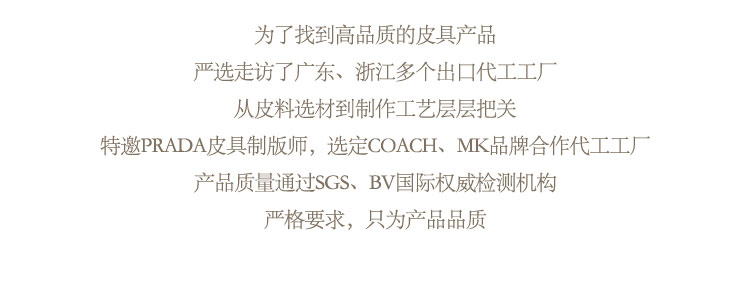 为了找到高品质的皮具产品
严选走访了广东、浙江多个出口代工工厂
从皮料选材到制作工艺层层把关
特邀PRADA皮具制版师，选定COACH、MK品牌合作代工工厂
产品质量通过SGS、BV国际权威检测机构
严格要求，只为产品品质